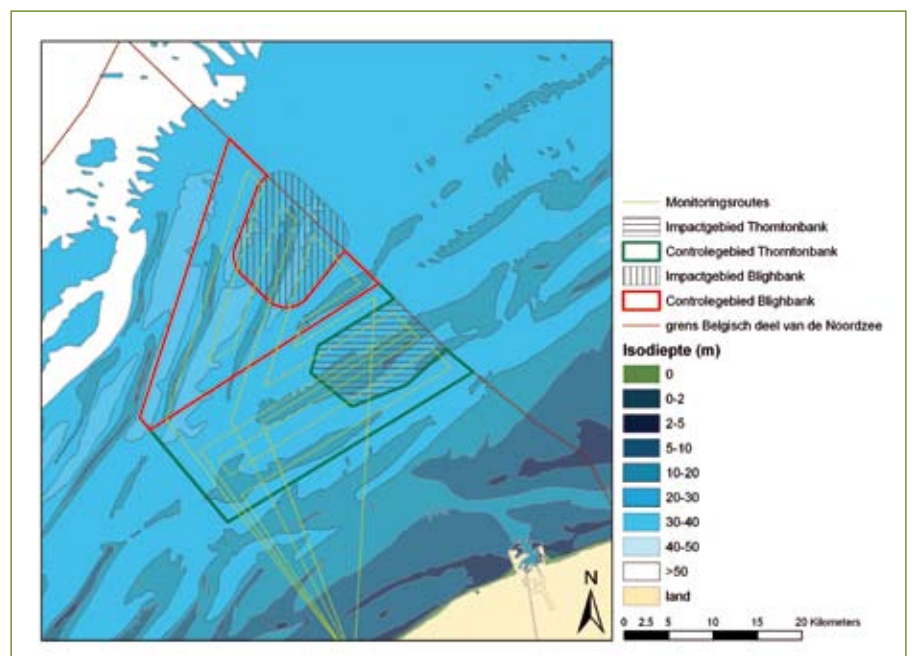 Monitoringsroutes
Impactgebied Thorntonbank
Controlegebied Thorntonbank
Impactgebied Blighbank
Controlegebied Blighbank
grens Belgisch deel van de Noordzee
Isodiepte (m)
0
0-2
2-5
5-10
10-20
20-30
30-40
40-50
>50
land
N
0 2.5 5 10 15 20 Kilometers